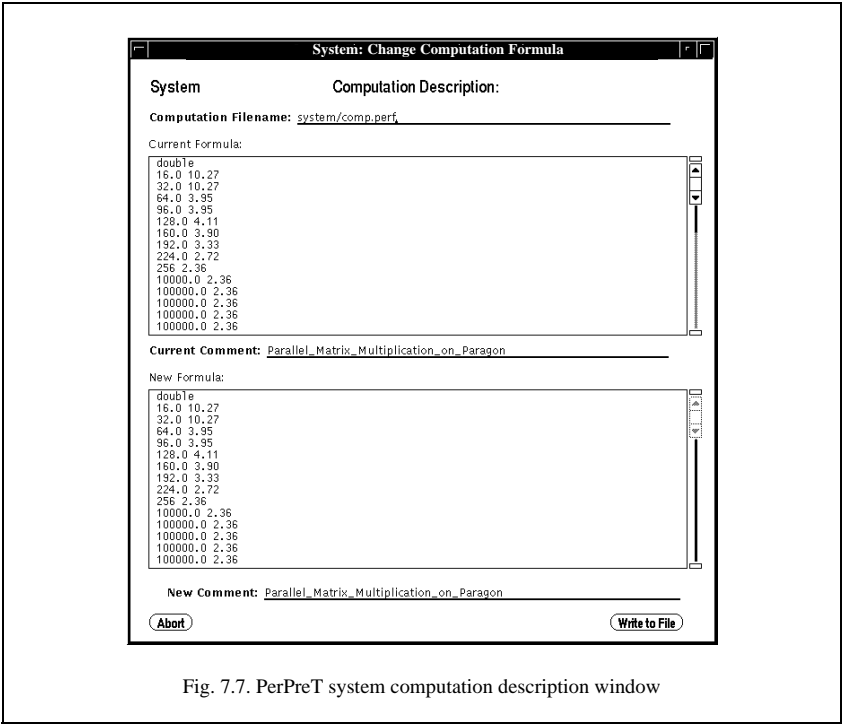 System: Change Computation Formula
System Computation Description:
Computation Filename: system/comp.perf
Current Formula:
double
16.0 10.27
32.0 10.27
64.0 3.95
96.0 3.95
128.0 4.11
160.0 3.90
192.0 3.33
224.0 2.72
256 2.36
10000.0 2.36
100000.0 2.36
100000.0 2.36
100000.0 2.36
100000.0 2.36
Current Comment: Parallel_Matrix_Multiplication_on_Paragon
New Formula:
double
16.0 10.27
32.0 10.27
64.0 3.95
96.0 3.95
128.0 4.11
160.0 3.90
192.0 3.33
224.0 2.72
256 2.36
10000.0 2.36
100000.0 2.36
100000.0 2.36
100000.0 2.36
100000.0 2.36
New Comment: Parallel_Matrix_Multiplication_on_Paragon
Abort Write to File
Fig. 7.7. PerPreT system computation description window